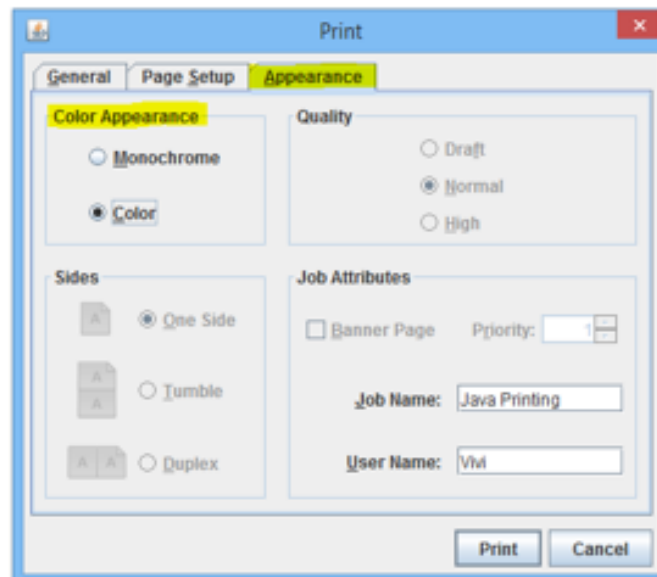 Print
General Page Setup Appearance
Color Appearance
Monochrome
Color
Quality
Draft
Normal
High
Sides
A
One Side
A
A
Tumble
A A
Duplex
Job Attributes
Banner Page Priority: 1
Job Name: Java Printing
User Name: Vivi
Print Cancel